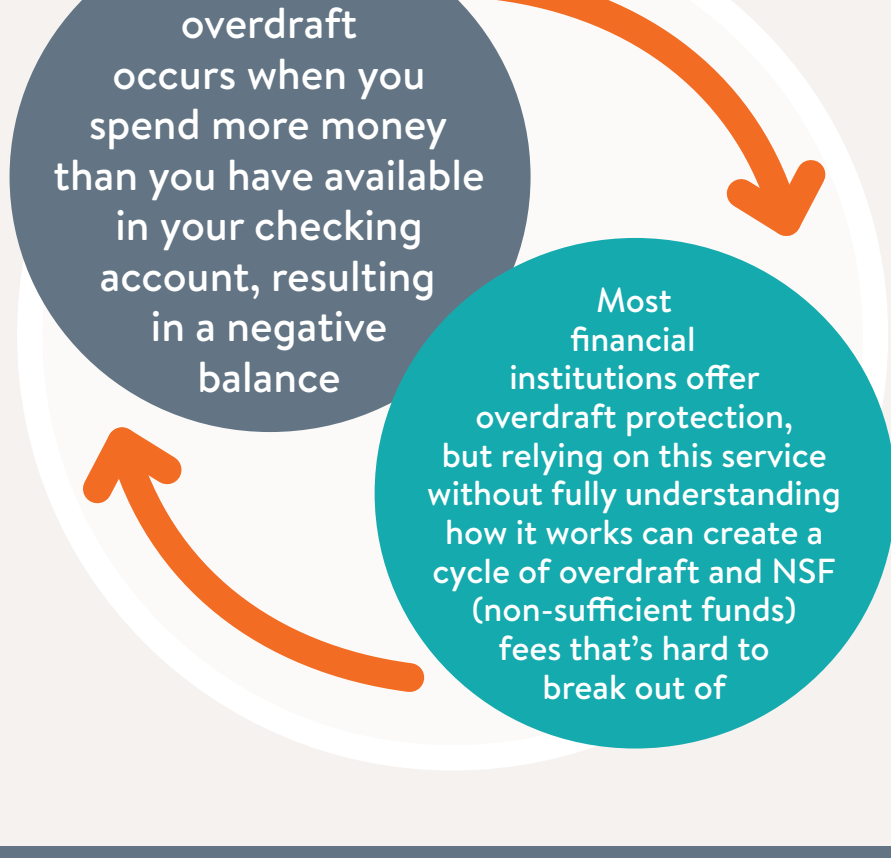 overdraft
occurs when you
spend more money
than you have available
in your checking
account, resulting
in a negative
balance
Most
financial
institutions offer
overdraft protection,
but relying on this service
without fully understanding
how it works can create a
cycle of overdraft and NSF
(non-sufficient funds)
fees that’s hard to
break out of